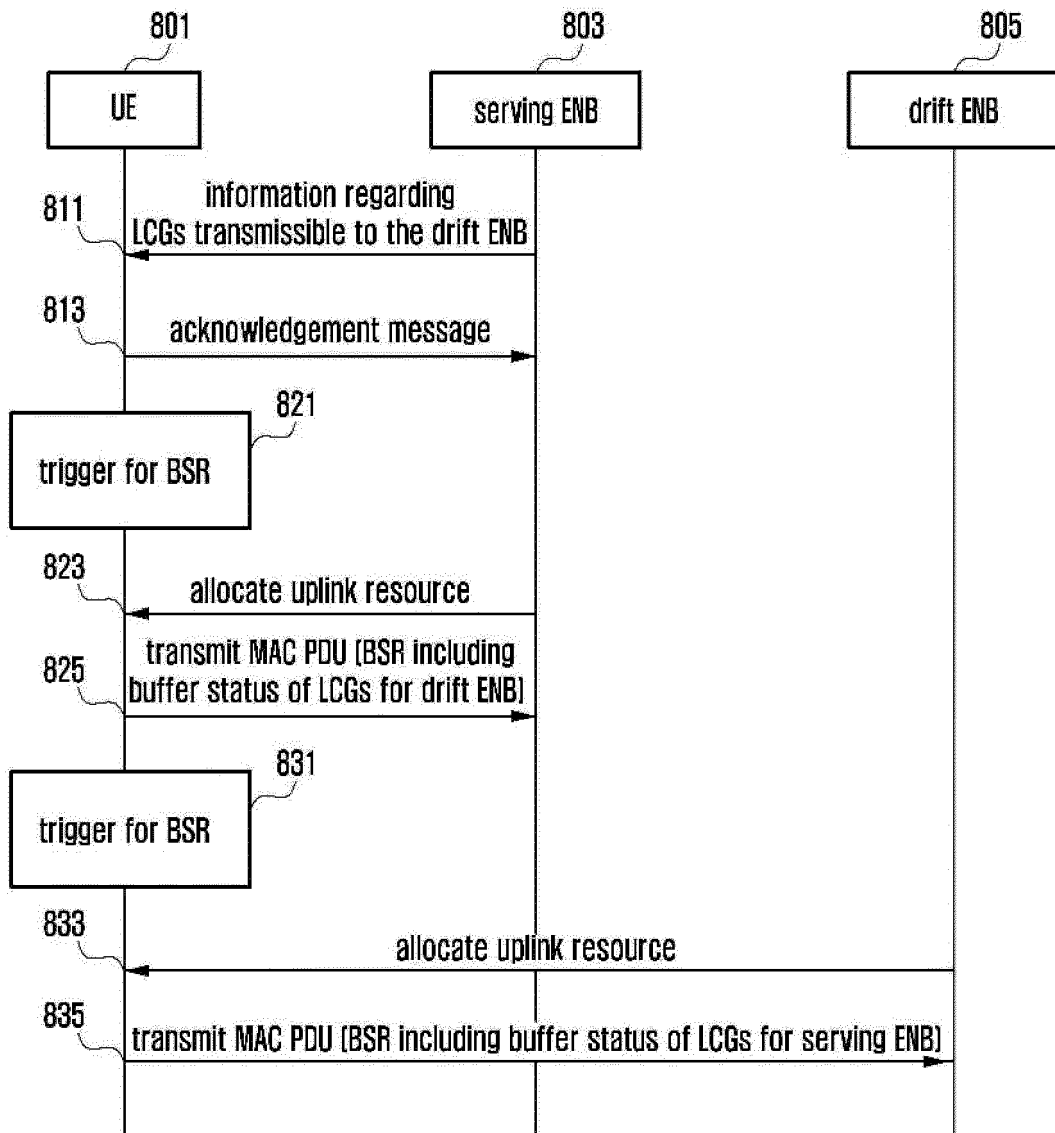 801
803
805
UE
serving ENB
drift ENB
811
information regarding
LCGs transmissible to the drift ENB
813
acknowledgement message
821
trigger for BSR
823
allocate uplink resource
825
transmit MAC PDU (BSR including
buffer status of LCGs for drift ENB)
831
trigger for BSR
833
allocate uplink resource
835
transmit MAC PDU (BSR including buffer status of LCGs for serving ENB)